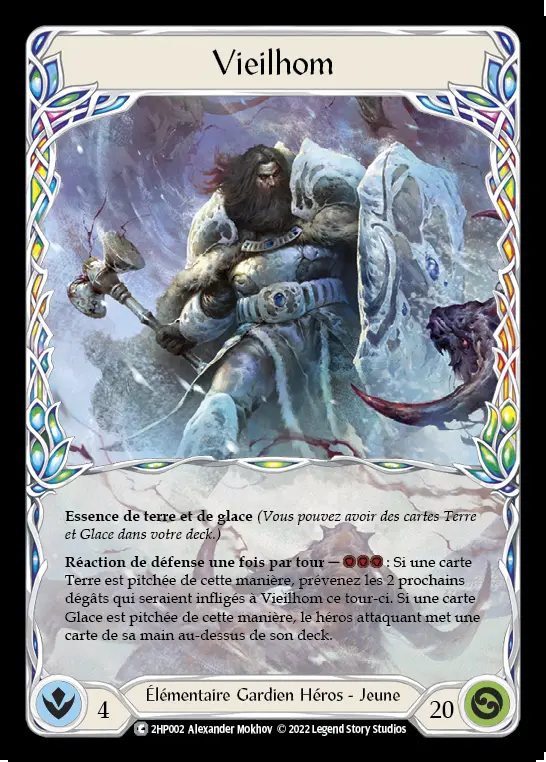 Vieilhom
Essence de terre et de glace (Vous pouvez avoir des cartes Terre
et Glace dans votre deck.)
Réaction de défense une fois par tour — : Si une carte
Terre est pitchée de cette manière, prévenez les 2 prochains
dégâts qui seraient infligés à Vieilhom ce tour-ci. Si une carte
Glace est pitchée de cette manière, le héros attaquant met une
carte de sa main au-dessus de son deck.
Élémentaire Gardien Héros - Jeune
4
20
C 2HP002 Alexander Mokhov © 2022 Legend Story Studios